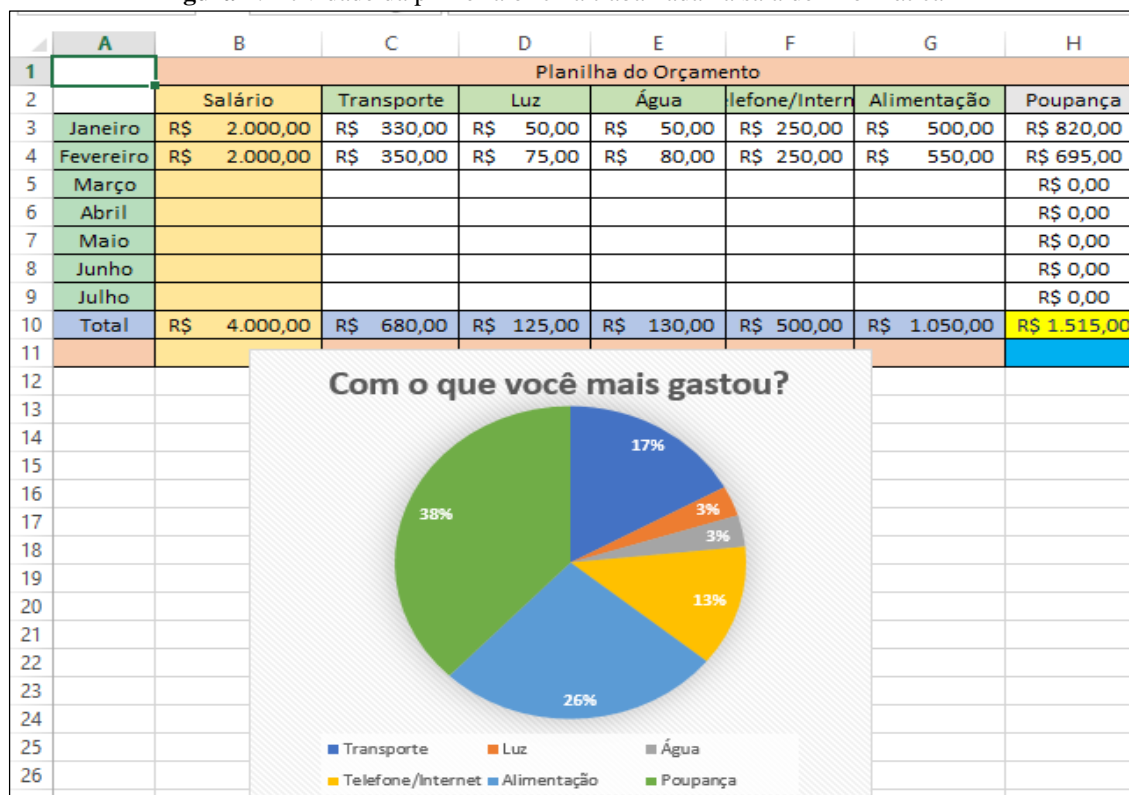 A B C D E F G H
1 Planilha do Orçamento
2 Salário Transporte Luz Água lefone/Intern Alimentação Poupança
3 Janeiro R$ 2.000,00 R$ 330,00 R$ 50,00 R$ 50,00 R$ 250,00 R$ 500,00 R$ 820,00
4 Fevereiro R$ 2.000,00 R$ 350,00 R$ 75,00 R$ 80,00 R$ 250,00 R$ 550,00 R$ 695,00
5 Março R$ 0,00
6 Abril R$ 0,00
7 Maio R$ 0,00
8 Junho R$ 0,00
9 Julho R$ 0,00
10 Total R$ 4.000,00 R$ 680,00 R$ 125,00 R$ 130,00 R$ 500,00 R$ 1.050,00 R$ 1.515,00
11
12 Com o que você mais gastou?
13
14
15 17%
16
17 38% 3%
18 3%
19
20 13%
21
22
23
24 26%
25 Transporte Luz Água
26 Telefone/Internet Alimentação Poupança